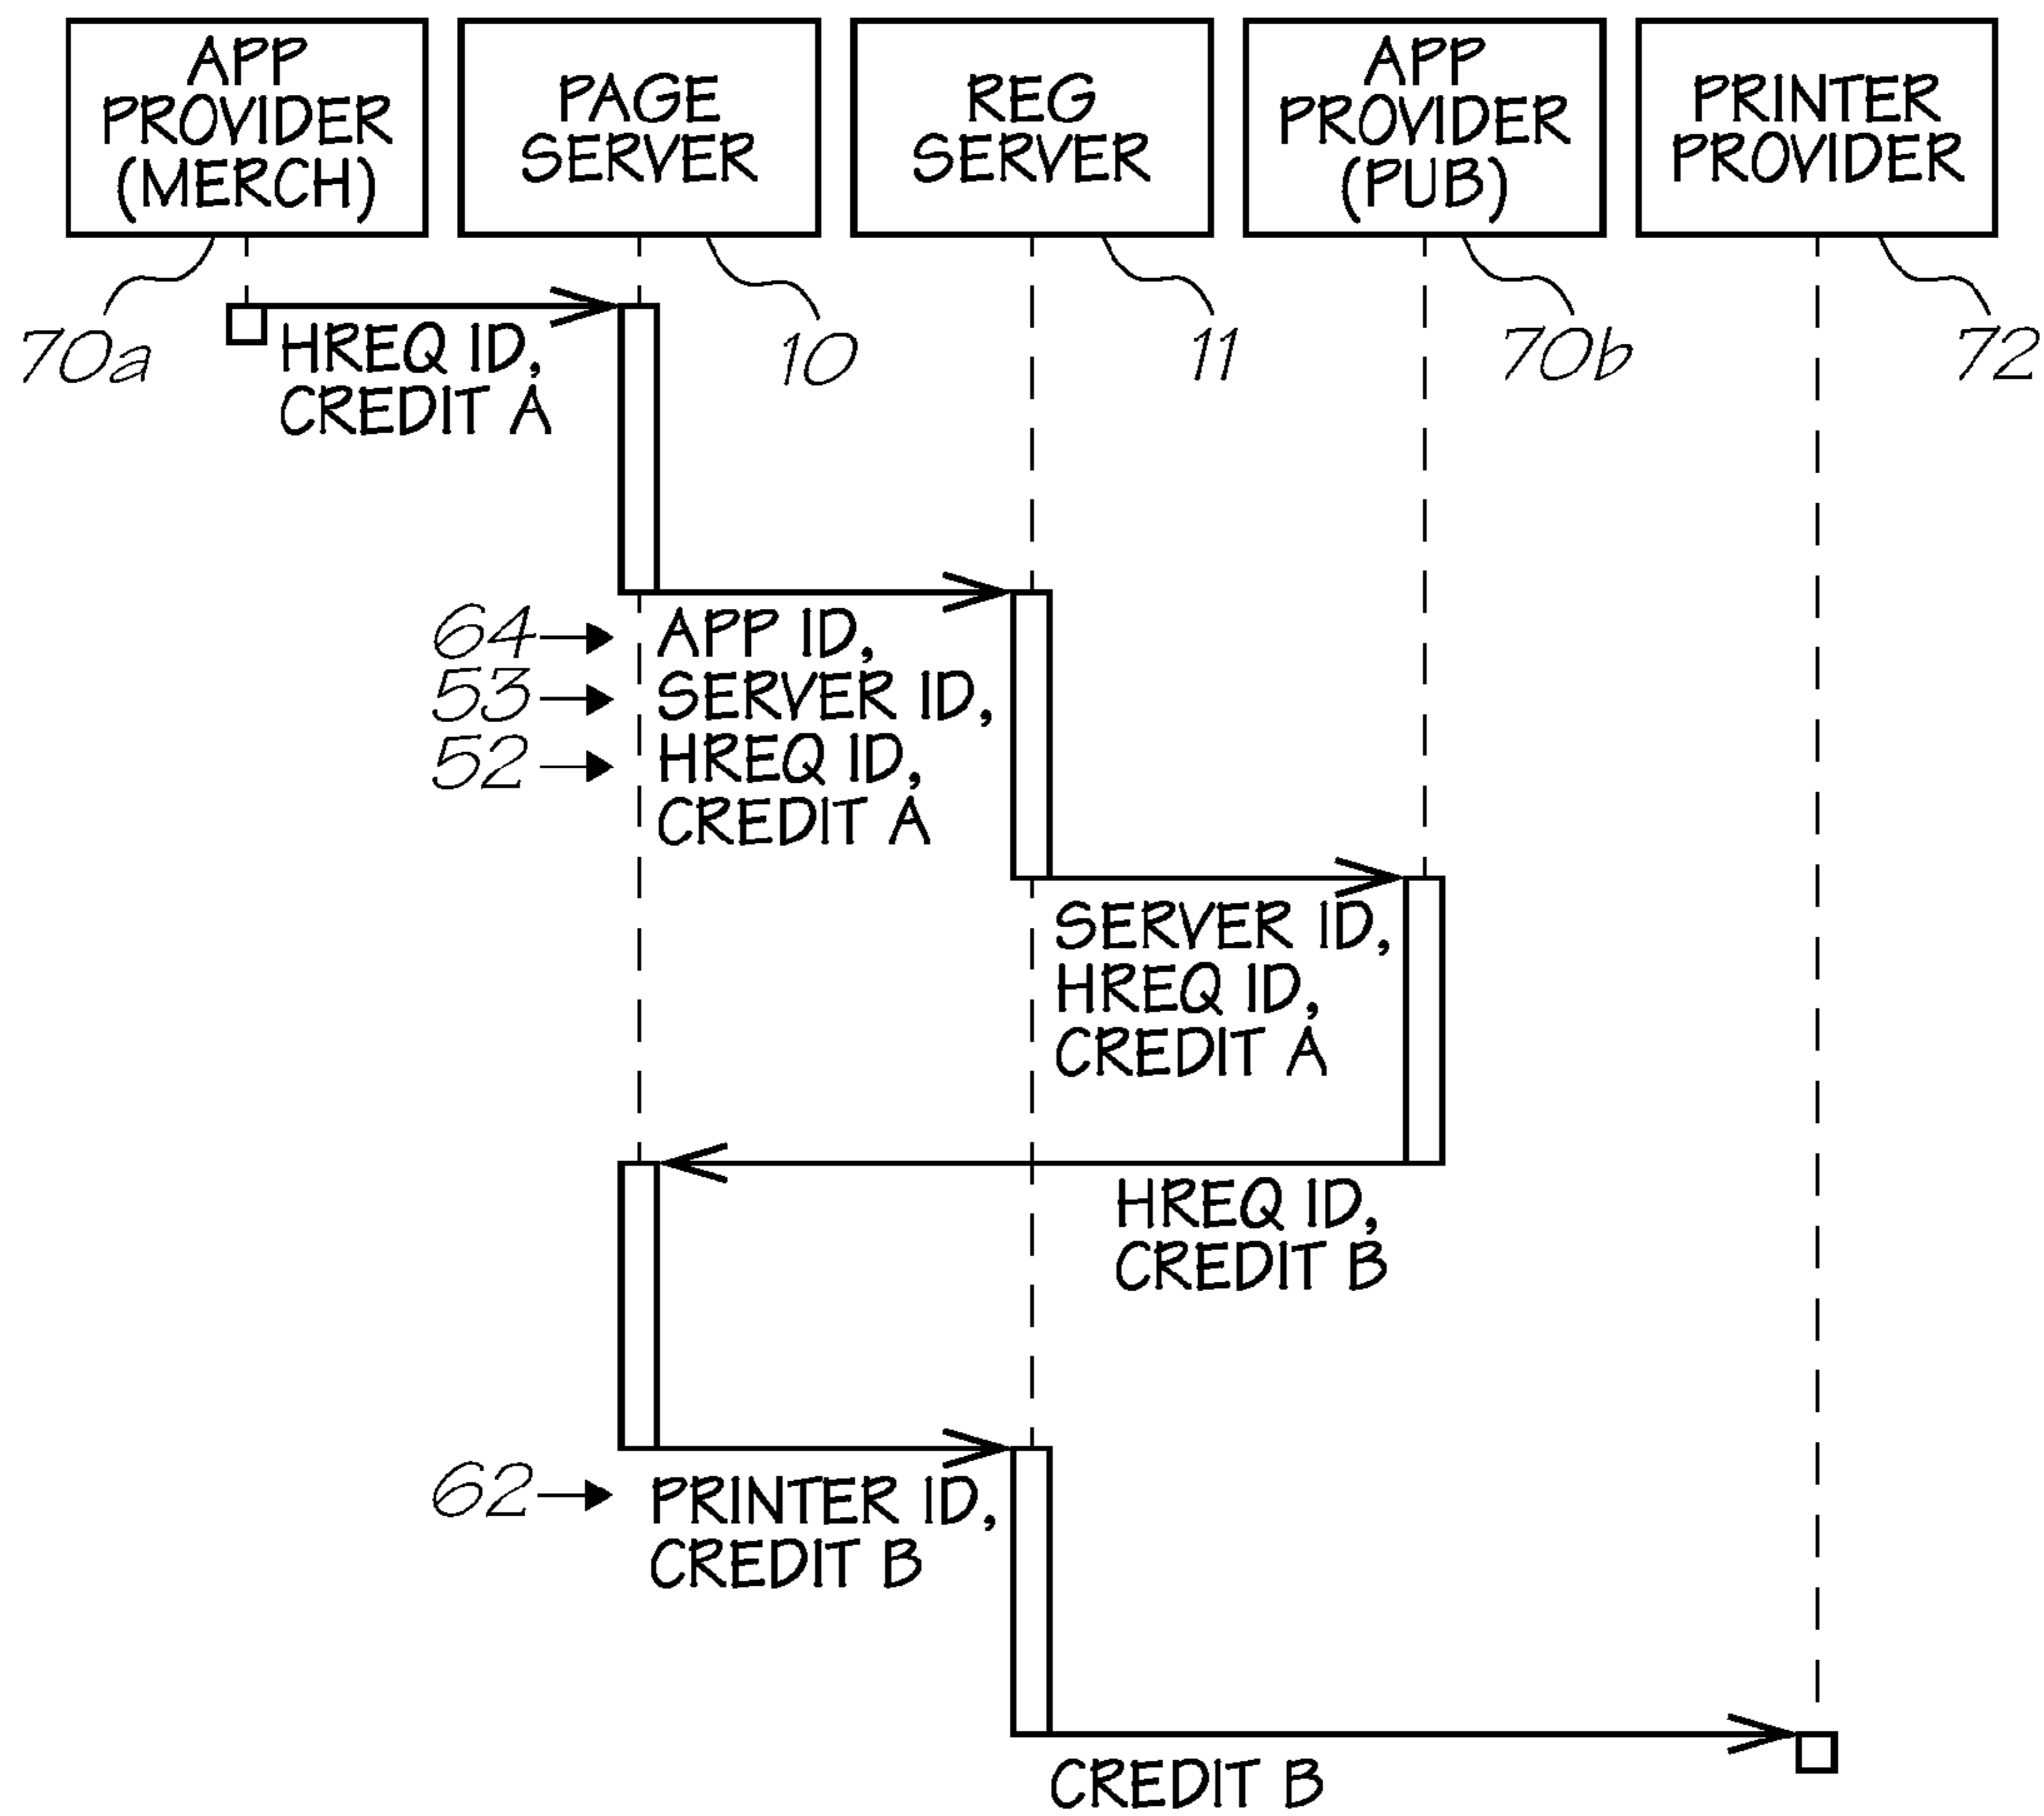 APP
PROVIDER
(MERCH)
PAGE
SERVER
REG
SERVER
APP
PROVIDER
(PUB)
PRINTER
PROVIDER
70a
10
11
70b
72
HREQ ID,
CREDIT A
64
APP ID,
53
SERVER ID,
52
HREQ ID,
CREDIT A
SERVER ID,
HREQ ID,
CREDIT A
HREQ ID,
CREDIT B
62
PRINTER ID,
CREDIT B
CREDIT B